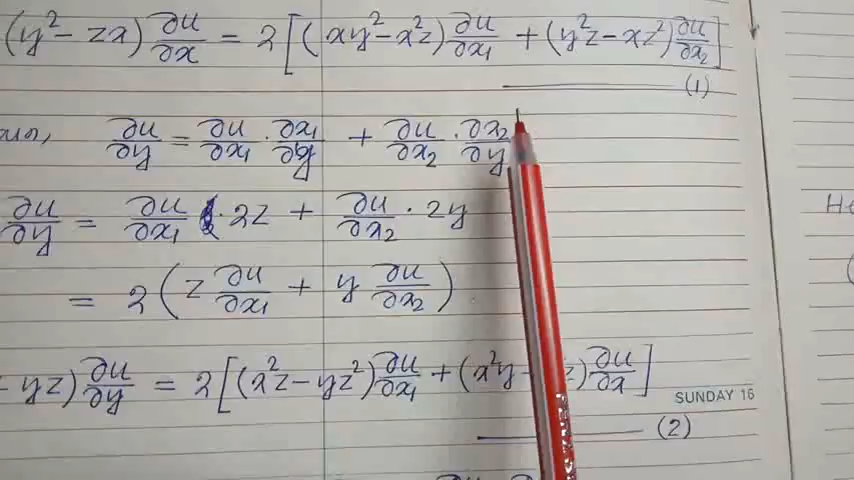 (y² - zx) ∂u/∂x = 2[(xy² - x²z) ∂u/∂x₁ + (y²z - xz²) ∂u/∂x₂]
(1)
∂u/∂y = ∂u/∂x₁ · ∂x₁/∂y + ∂u/∂x₂ · ∂x₂/∂y
∂u/∂y = ∂u/∂x₁ · 2z + ∂u/∂x₂ · 2y
= 2(z ∂u/∂x₁ + y ∂u/∂x₂)
- yz) ∂u/∂y = 2[(x²z - yz²) ∂u/∂x₁ + (x²y - z) ∂u/∂x]
SUNDAY 16
(2)